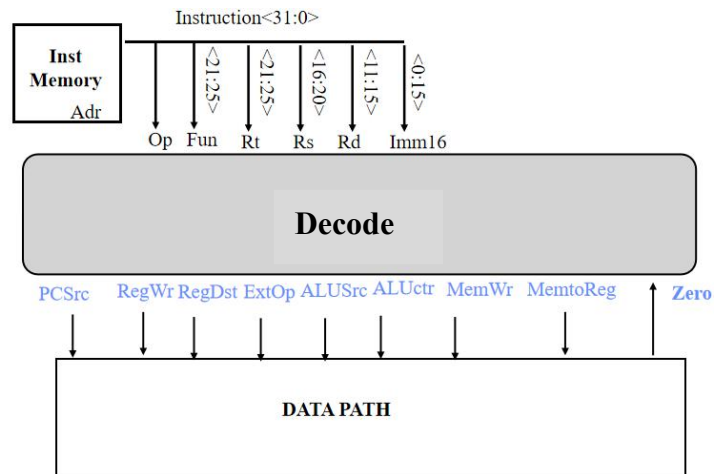 Instruction<31:0>
Inst
Memory
Adr
<21:25>
<21:25>
<16:20>
<11:15>
<0:15>
Op Fun Rt Rs Rd Imm16
Decode
PCSrc RegWr RegDst ExtOp ALUSrc ALUctr MemWr MemtoReg Zero
DATA PATH